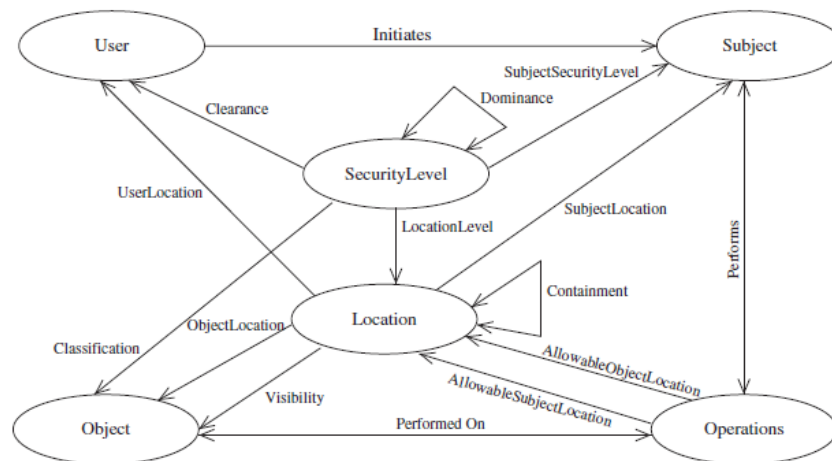 Initiates
User
Subject
SubjectSecurityLevel
Dominance
Clearance
SecurityLevel
UserLocation
SubjectLocation
LocationLevel
Performs
Containment
Location
ObjectLocation
Classification
AllowableObjectLocation
AllowableSubjectLocation
Visibility
Object
Performed On
Operations